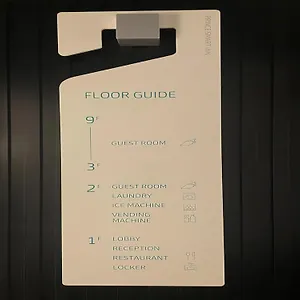 FLOOR GUIDE
9F
GUEST ROOM
3F
2F GUEST ROOM
LAUNDRY
ICE MACHINE
VENDING
MACHINE
1F LOBBY
RECEPTION
RESTAURANT
LOCKER